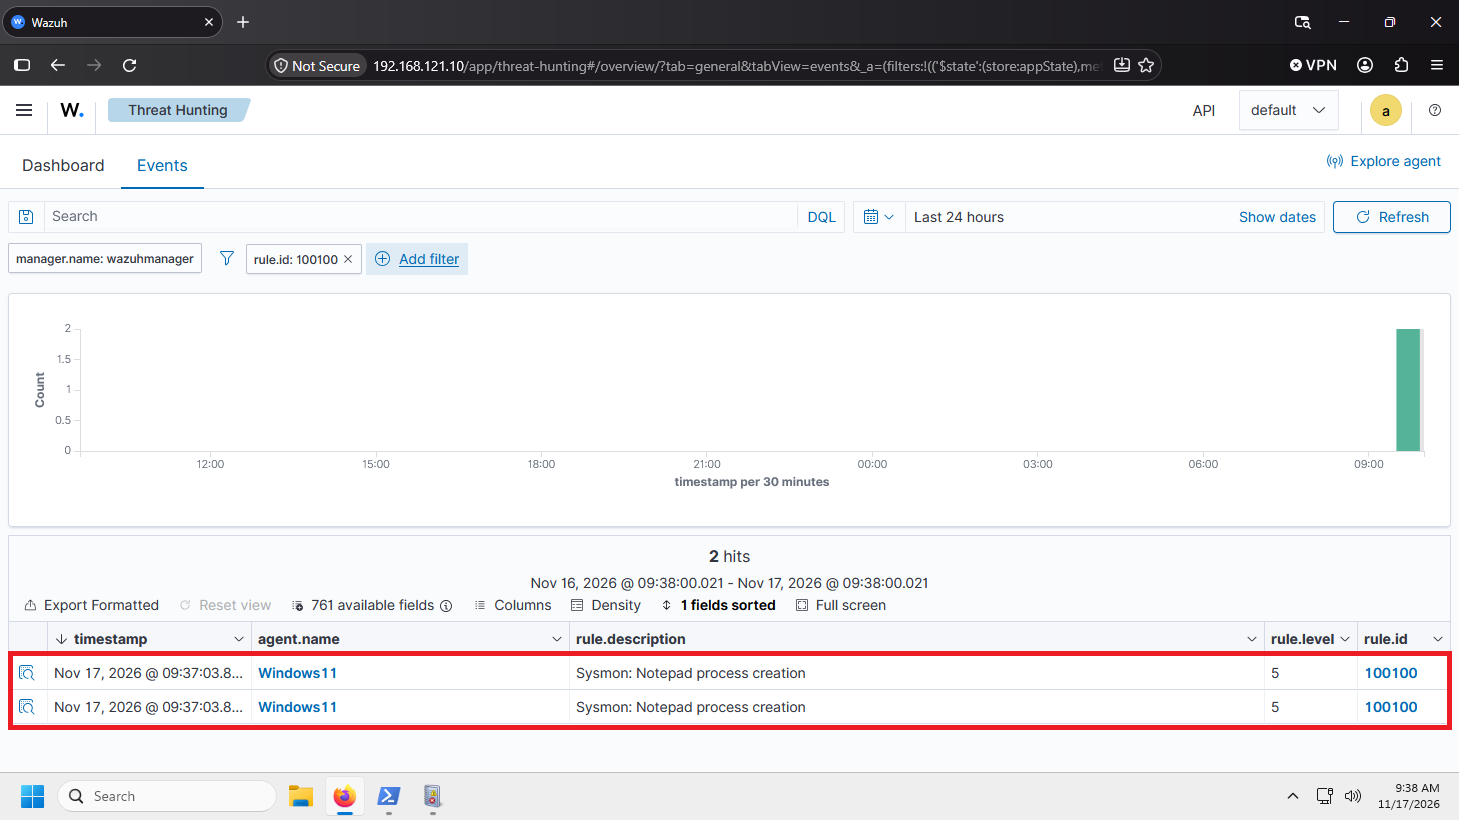 Wazuh
Not Secure 192.168.121.10/app/threat-hunting#/overview/?tab=general&tabView=events&_a=(filters:!(('$state':(store:appState),me
VPN
W. Threat Hunting API default a
Dashboard Events Explore agent
Search DQL Last 24 hours Show dates Refresh
manager.name: wazuhmanager rule.id: 100100 Add filter
2
1.5
1
0.5
0
Count
12:00 15:00 18:00 21:00 00:00 03:00 06:00 09:00
timestamp per 30 minutes
2 hits
Nov 16, 2026 @ 09:38:00.021 - Nov 17, 2026 @ 09:38:00.021
Export Formatted Reset view 761 available fields Columns Density 1 fields sorted Full screen
timestamp agent.name rule.description rule.level rule.id
Nov 17, 2026 @ 09:37:03.8... Windows11 Sysmon: Notepad process creation 5 100100
Nov 17, 2026 @ 09:37:03.8... Windows11 Sysmon: Notepad process creation 5 100100
Search
9:38 AM
11/17/2026